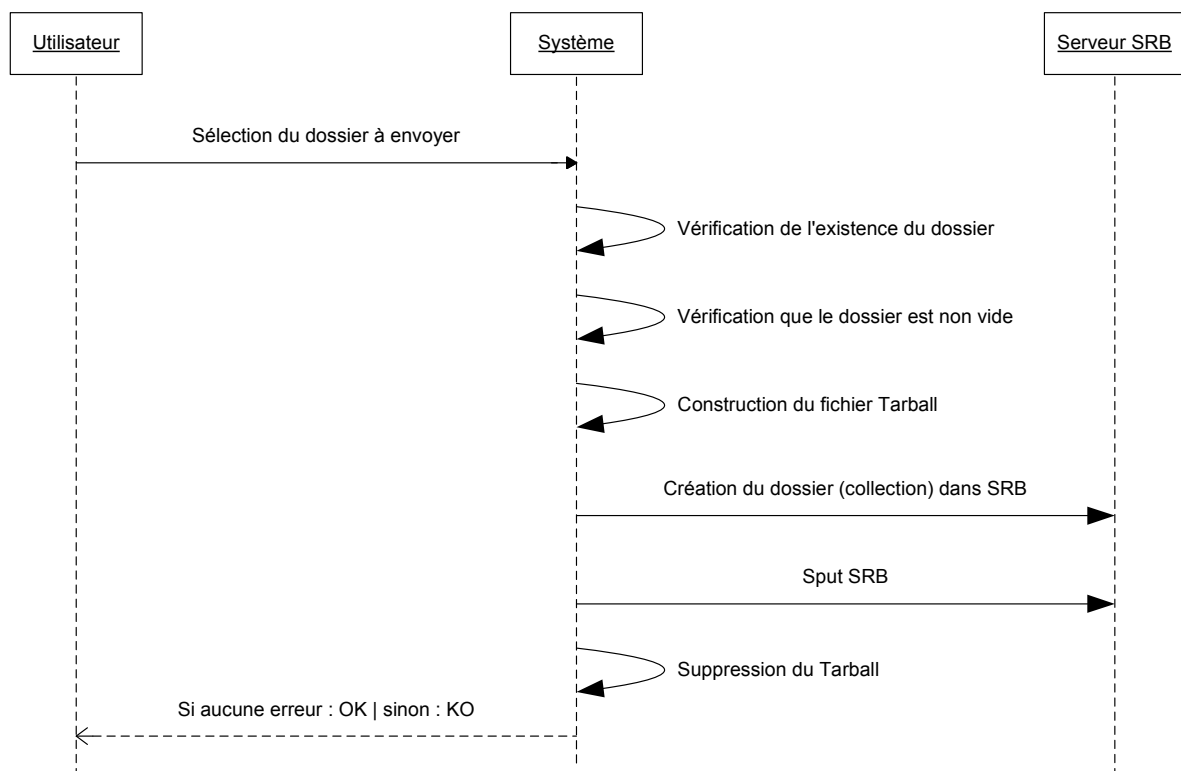 Utilisateur
Système
Serveur SRB
Sélection du dossier à envoyer
Vérification de l'existence du dossier
Vérification que le dossier est non vide
Construction du fichier Tarball
Création du dossier (collection) dans SRB
Sput SRB
Suppression du Tarball
Si aucune erreur : OK | sinon : KO